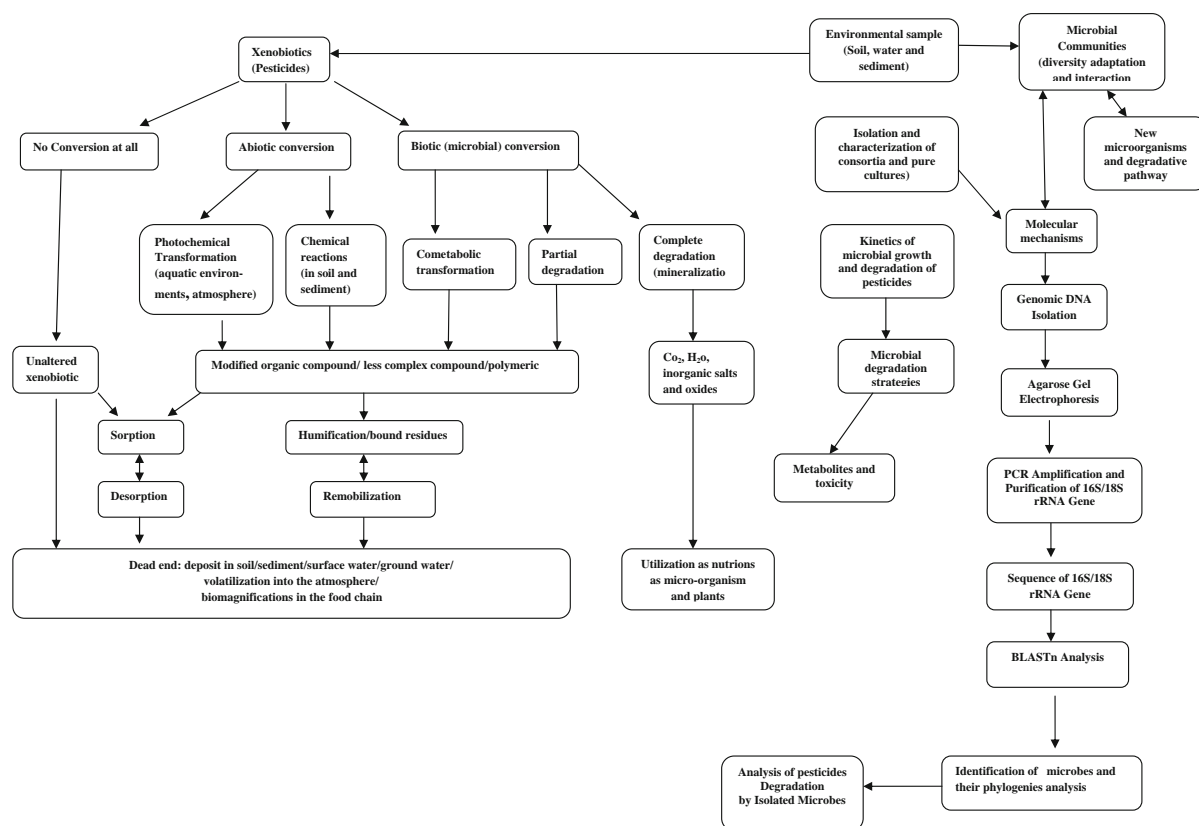 Environmental sample
(Soil, water and
sediment)
Microbial
Communities
(diversity adaptation
and interaction
Xenobiotics
(Pesticides)
No Conversion at all
Abiotic conversion
Biotic (microbial) conversion
Isolation and
characterization of
consortia and pure
cultures)
New
microorganisms
and degradative
pathway
Photochemical
Transformation
(aquatic environ-
ments, atmosphere)
Chemical
reactions
(in soil and
sediment)
Cometabolic
transformation
Partial
degradation
Complete
degradation
(mineralizatio
Kinetics of
microbial growth
and degradation of
pesticides
Molecular
mechanisms
Genomic DNA
Isolation
Unaltered
xenobiotic
Modified organic compound/ less complex compound/polymeric
Co2, H2o,
inorganic salts
and oxides
Microbial
degradation
strategies
Agarose Gel
Electrophoresis
Sorption
Humification/bound residues
Metabolites and
toxicity
PCR Amplification and
Purification of 16S/18S
rRNA Gene
Desorption
Remobilization
Dead end: deposit in soil/sediment/surface water/ground water/
volatilization into the atmosphere/
biomagnifications in the food chain
Utilization as nutrions
as micro-organism
and plants
Sequence of 16S/18S
rRNA Gene
BLASTn Analysis
Analysis of pesticides
Degradation
by Isolated Microbes
Identification of microbes and
their phylogenies analysis